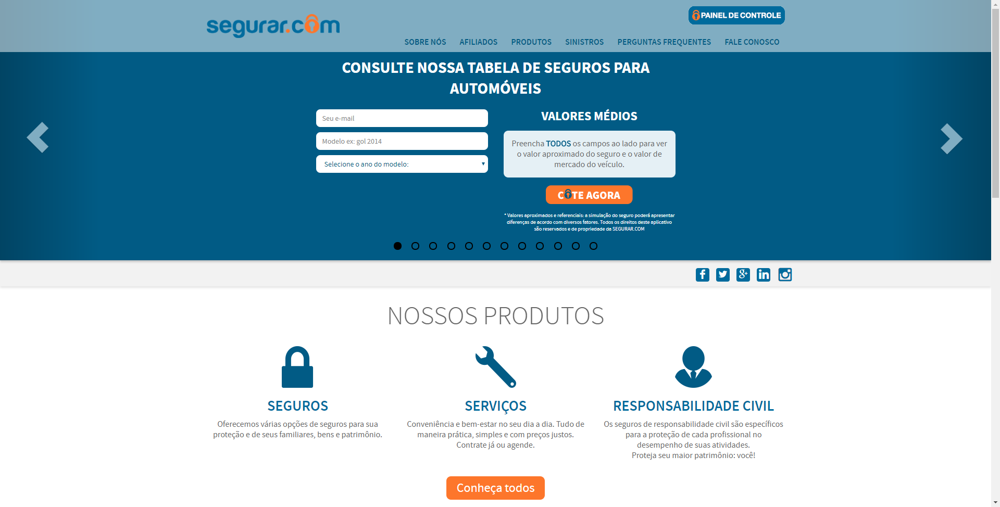 segurar.com
PAINEL DE CONTROLE
SOBRE NÓS AFILIADOS PRODUTOS SINISTROS PERGUNTAS FREQUENTES FALE CONOSCO
CONSULTE NOSSA TABELA DE SEGUROS PARA
AUTOMÓVEIS
Seu e-mail
Modelo ex: gol 2014
Selecione o ano do modelo:
VALORES MÉDIOS
Preencha TODOS os campos ao lado para ver
o valor aproximado do seguro e o valor de
mercado do veículo.
COTE AGORA
* Valores aproximados e referenciais: a simulação do seguro poderá apresentar
diferenças de acordo com diversos fatores. Todos os direitos deste aplicativo
são reservados e de propriedade da SEGURAR.COM
f g+ in
NOSSOS PRODUTOS
SEGUROS
Oferecemos várias opções de seguros para sua
proteção e de seus familiares, bens e patrimônio.
SERVIÇOS
Conveniência e bem-estar no seu dia a dia. Tudo de
maneira prática, simples e com preços justos.
Contrate já ou agende.
RESPONSABILIDADE CIVIL
Os seguros de responsabilidade civil são específicos
para a proteção de cada profissional no
desempenho de suas atividades.
Proteja seu maior patrimônio: você!
Conheça todos